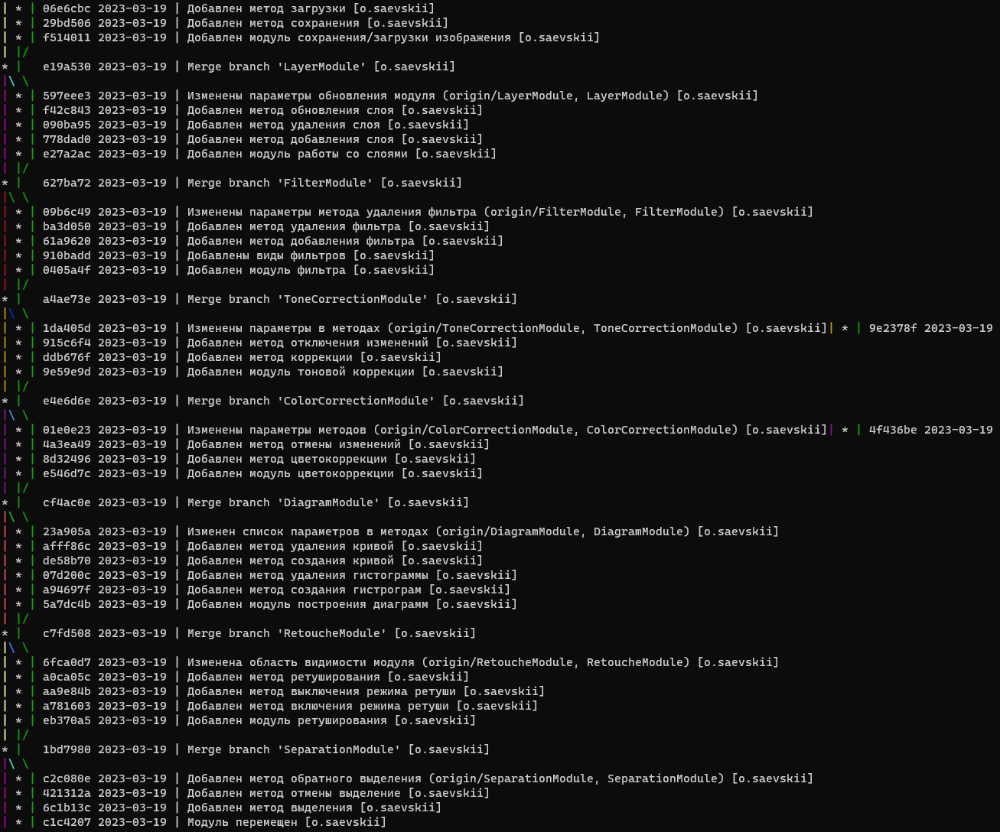 | * | 06e6cbc 2023-03-19 | Добавлен метод загрузки [o.saevskii]
| * | 29bd506 2023-03-19 | Добавлен метод сохранения [o.saevskii]
| * | f514011 2023-03-19 | Добавлен модуль сохранения/загрузки изображения [o.saevskii]
| |/
* |   e19a530 2023-03-19 | Merge branch 'LayerModule' [o.saevskii]
|\ \
| * | 597eee3 2023-03-19 | Изменены параметры обновления модуля (origin/LayerModule, LayerModule) [o.saevskii]
| * | f42c843 2023-03-19 | Добавлен метод обновления слоя [o.saevskii]
| * | 090ba95 2023-03-19 | Добавлен метод удаления слоя [o.saevskii]
| * | 778dad0 2023-03-19 | Добавлен метод добавления слоя [o.saevskii]
| * | e27a2ac 2023-03-19 | Добавлен модуль работы со слоями [o.saevskii]
| |/
* |   627ba72 2023-03-19 | Merge branch 'FilterModule' [o.saevskii]
|\ \
| * | 09b6c49 2023-03-19 | Изменены параметры метода удаления фильтра (origin/FilterModule, FilterModule) [o.saevskii]
| * | ba3d050 2023-03-19 | Добавлен метод удаления фильтра [o.saevskii]
| * | 61a9620 2023-03-19 | Добавлен метод добавления фильтра [o.saevskii]
| * | 910badd 2023-03-19 | Добавлены виды фильтров [o.saevskii]
| * | 0405a4f 2023-03-19 | Добавлен модуль фильтра [o.saevskii]
| |/
* |   a4ae73e 2023-03-19 | Merge branch 'ToneCorrectionModule' [o.saevskii]
|\ \
| * | 1da405d 2023-03-19 | Изменены параметры в методах (origin/ToneCorrectionModule, ToneCorrectionModule) [o.saevskii]| * | 9e2378f 2023-03-19
| * | 915c6f4 2023-03-19 | Добавлен метод отключения изменений [o.saevskii]
| * | ddb676f 2023-03-19 | Добавлен метод коррекции [o.saevskii]
| * | 9e59e9d 2023-03-19 | Добавлен модуль тоновой коррекции [o.saevskii]
| |/
* |   e4e6d6e 2023-03-19 | Merge branch 'ColorCorrectionModule' [o.saevskii]
|\ \
| * | 01e0e23 2023-03-19 | Изменены параметры методов (origin/ColorCorrectionModule, ColorCorrectionModule) [o.saevskii]| * | 4f436be 2023-03-19
| * | 4a3ea49 2023-03-19 | Добавлен метод отмены изменений [o.saevskii]
| * | 8d32496 2023-03-19 | Добавлен метод цветокоррекции [o.saevskii]
| * | e546d7c 2023-03-19 | Добавлен модуль цветокоррекции [o.saevskii]
| |/
* |   cf4ac0e 2023-03-19 | Merge branch 'DiagramModule' [o.saevskii]
|\ \
| * | 23a905a 2023-03-19 | Изменен список параметров в методах (origin/DiagramModule, DiagramModule) [o.saevskii]
| * | afff86c 2023-03-19 | Добавлен метод удаления кривой [o.saevskii]
| * | de58b70 2023-03-19 | Добавлен метод создания кривой [o.saevskii]
| * | 07d200c 2023-03-19 | Добавлен метод удаления гистограммы [o.saevskii]
| * | a94697f 2023-03-19 | Добавлен метод создания гистрограм [o.saevskii]
| * | 5a7dc4b 2023-03-19 | Добавлен модуль построения диаграмм [o.saevskii]
| |/
* |   c7fd508 2023-03-19 | Merge branch 'RetoucheModule' [o.saevskii]
|\ \
| * | 6fca0d7 2023-03-19 | Изменена область видимости модуля (origin/RetoucheModule, RetoucheModule) [o.saevskii]
| * | a0ca05c 2023-03-19 | Добавлен метод ретуширования [o.saevskii]
| * | aa9e84b 2023-03-19 | Добавлен метод выключения режима ретуши [o.saevskii]
| * | a781603 2023-03-19 | Добавлен метод включения режима ретуши [o.saevskii]
| * | eb370a5 2023-03-19 | Добавлен модуль ретуширования [o.saevskii]
| |/
* |   1bd7980 2023-03-19 | Merge branch 'SeparationModule' [o.saevskii]
|\ \
| * | c2c080e 2023-03-19 | Добавлен метод обратного выделения (origin/SeparationModule, SeparationModule) [o.saevskii]
| * | 421312a 2023-03-19 | Добавлен метод отмены выделение [o.saevskii]
| * | 6c1b13c 2023-03-19 | Добавлен метод выделения [o.saevskii]
| * | c1c4207 2023-03-19 | Модуль перемещен [o.saevskii]